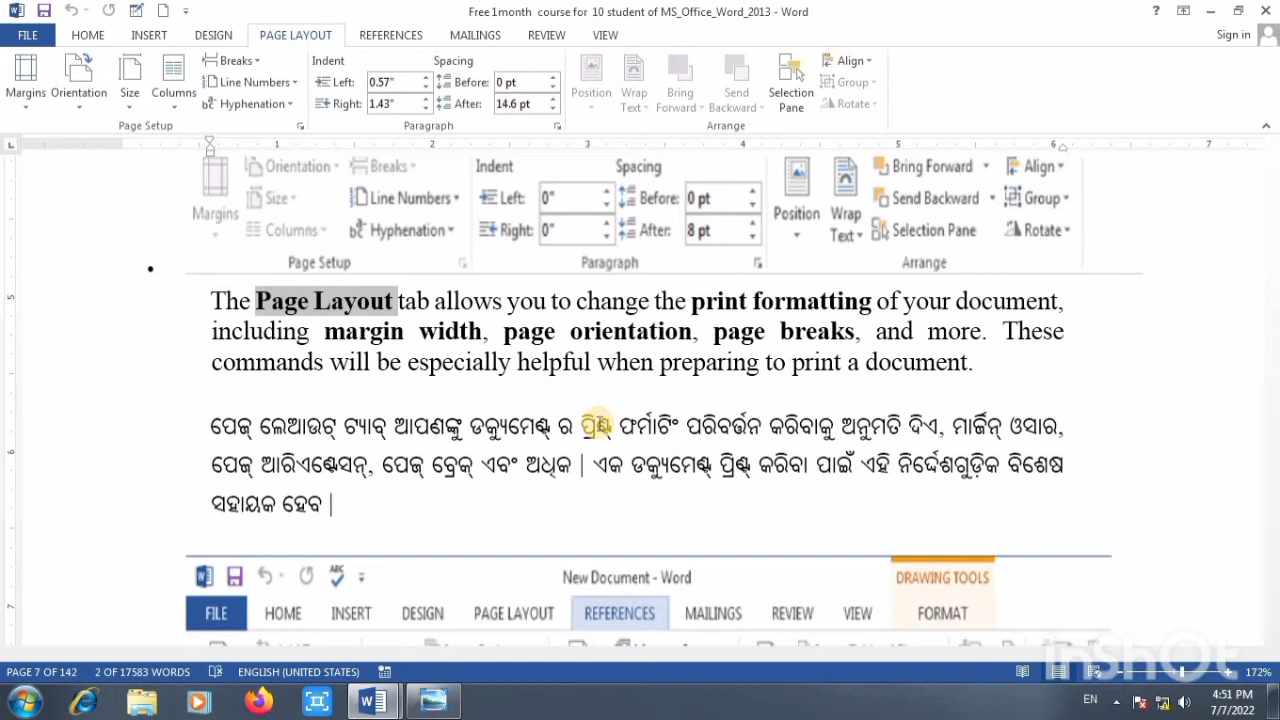 Free 1month course for 10 student of MS_Office_Word_2013 - Word
FILE HOME INSERT DESIGN PAGE LAYOUT REFERENCES MAILINGS REVIEW VIEW Sign in
Breaks Indent Spacing Align
Margins Orientation Size Columns Line Numbers Left: 0.57" Before: 0 pt Position Wrap Text Bring Forward Send Backward Selection Pane Group
Hyphenation Right: 1.43" After: 14.6 pt Rotate
Page Setup Paragraph Arrange
1 2 3 4 5 6 7
Orientation Breaks Indent Spacing Bring Forward Align
Margins Size Line Numbers Left: 0" Before: 0 pt Position Wrap Text Send Backward Group
Columns Hyphenation Right: 0" After: 8 pt Selection Pane Rotate
Page Setup Paragraph Arrange
The Page Layout tab allows you to change the print formatting of your document,
including margin width, page orientation, page breaks, and more. These
commands will be especially helpful when preparing to print a document.
ପେଜ୍ ଲେଆଉଟ୍ ଟ୍ୟାବ୍ ଆପଣଙ୍କୁ ଡକ୍ୟୁମେଣ୍ଟ ର ପ୍ରିଣ୍ଟ ଫର୍ମାଟିଂ ପରିବର୍ତ୍ତନ କରିବାକୁ ଅନୁମତି ଦିଏ, ମାର୍ଜିନ୍ ଓସାର,
ପେଜ୍ ଆରିଏଣ୍ଟେସନ୍, ପେଜ୍ ବ୍ରେକ୍ ଏବଂ ଅଧିକ | ଏକ ଡକ୍ୟୁମେଣ୍ଟ ପ୍ରିଣ୍ଟ କରିବା ପାଇଁ ଏହି ନିର୍ଦ୍ଦେଶଗୁଡ଼ିକ ବିଶେଷ
ସହାୟକ ହେବ |
New Document - Word DRAWING TOOLS
FILE HOME INSERT DESIGN PAGE LAYOUT REFERENCES MAILINGS REVIEW VIEW FORMAT
InShOt
PAGE 7 OF 142 2 OF 17583 WORDS ENGLISH (UNITED STATES) 172%
EN 4:51 PM
7/7/2022